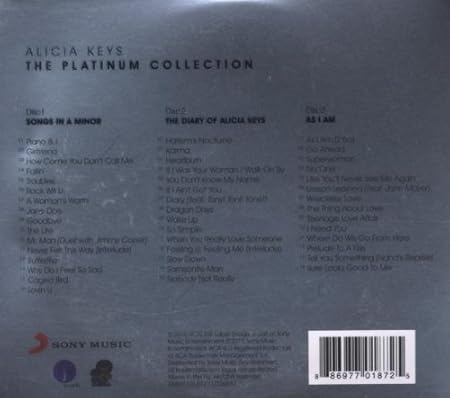 ALICIA KEYS
THE PLATINUM COLLECTION
Disc 1
SONGS IN A MINOR
Piano & I
Girlfriend
How Come You Don't Call Me
Fallin'
Troubles
Rock Wit U
A Woman's Worth
Jane Doe
Goodbye
The Life
Mr. Man (Duet with Jimmy Cozier)
Never Felt This Way (Interlude)
Butterflyz
Why Do I Feel So Sad
Caged Bird
Lovin U
Disc 2
THE DIARY OF ALICIA KEYS
Harlem's Nocturne
Karma
Heartburn
If I Was Your Woman / Walk On By
You Don't Know My Name
If I Ain't Got You
Diary (feat. Tony! Toni! Toné!)
Dragon Days
Wake Up
So Simple
When You Really Love Someone
Feeling U, Feeling Me (Interlude)
Slow Down
Samsonite Man
Nobody Not Really
AS I AM
As I Am (Intro)
Go Ahead
Superwoman
No One
Like You'll Never See Me Again
Lesson Learned (feat. John Mayer)
Wreckless Love
The Thing About Love
Teenage Love Affair
I Need You
Where Do We Go From Here
Prelude To A Kiss
Tell You Something (Nana's Reprise)
Sure Looks Good To Me
SONY MUSIC
8 86977 01872 5